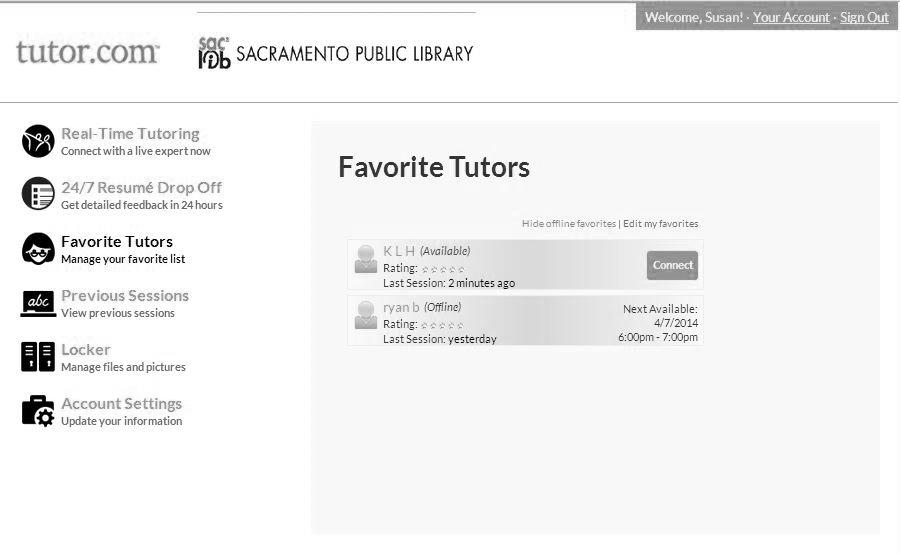 Welcome, Susan! · Your Account · Sign Out
tutor.com™
sac lib SACRAMENTO PUBLIC LIBRARY
Real-Time Tutoring
Connect with a live expert now
24/7 Resumé Drop Off
Get detailed feedback in 24 hours
Favorite Tutors
Manage your favorite list
abc
Previous Sessions
View previous sessions
Locker
Manage files and pictures
Account Settings
Update your information
Favorite Tutors
Hide offline favorites | Edit my favorites
K L H (Available)
Rating:
Last Session: 2 minutes ago
Connect
ryan b (Offline)
Rating:
Last Session: yesterday
Next Available:
4/7/2014
6:00pm - 7:00pm